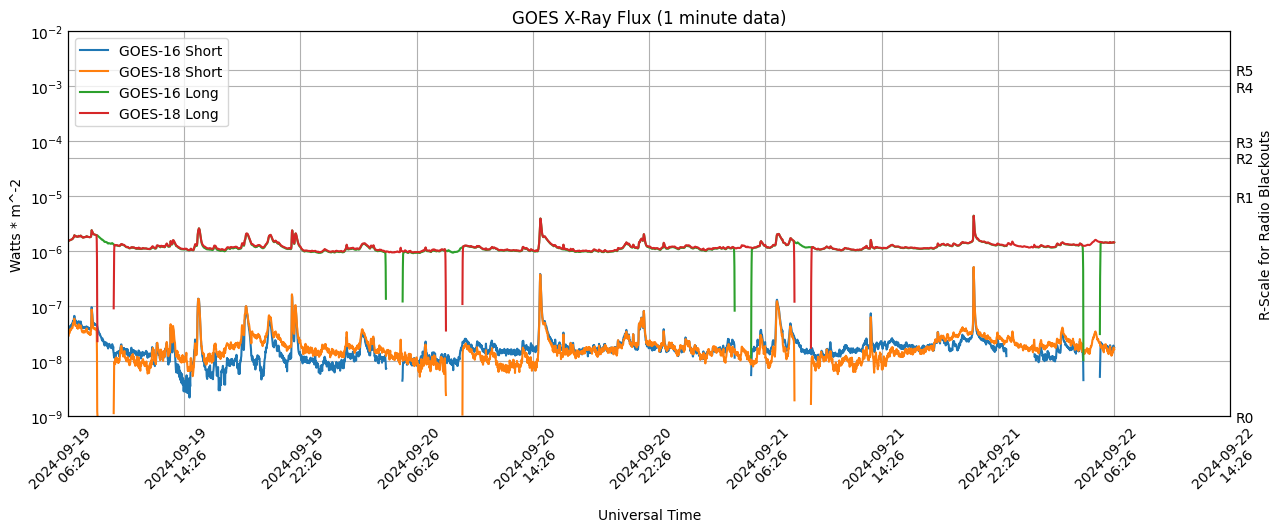 GOES X-Ray Flux (1 minute data)
GOES-16 Short
GOES-18 Short
GOES-16 Long
GOES-18 Long
Watts * m^-2
10^-2
10^-3
10^-4
10^-5
10^-6
10^-7
10^-8
10^-9
R5
R4
R3
R2
R1
R0
R-Scale for Radio Blackouts
2024-09-19
06:26
2024-09-19
14:26
2024-09-19
22:26
2024-09-20
06:26
2024-09-20
14:26
2024-09-20
22:26
2024-09-21
06:26
2024-09-21
14:26
2024-09-21
22:26
2024-09-22
06:26
2024-09-22
14:26
Universal Time